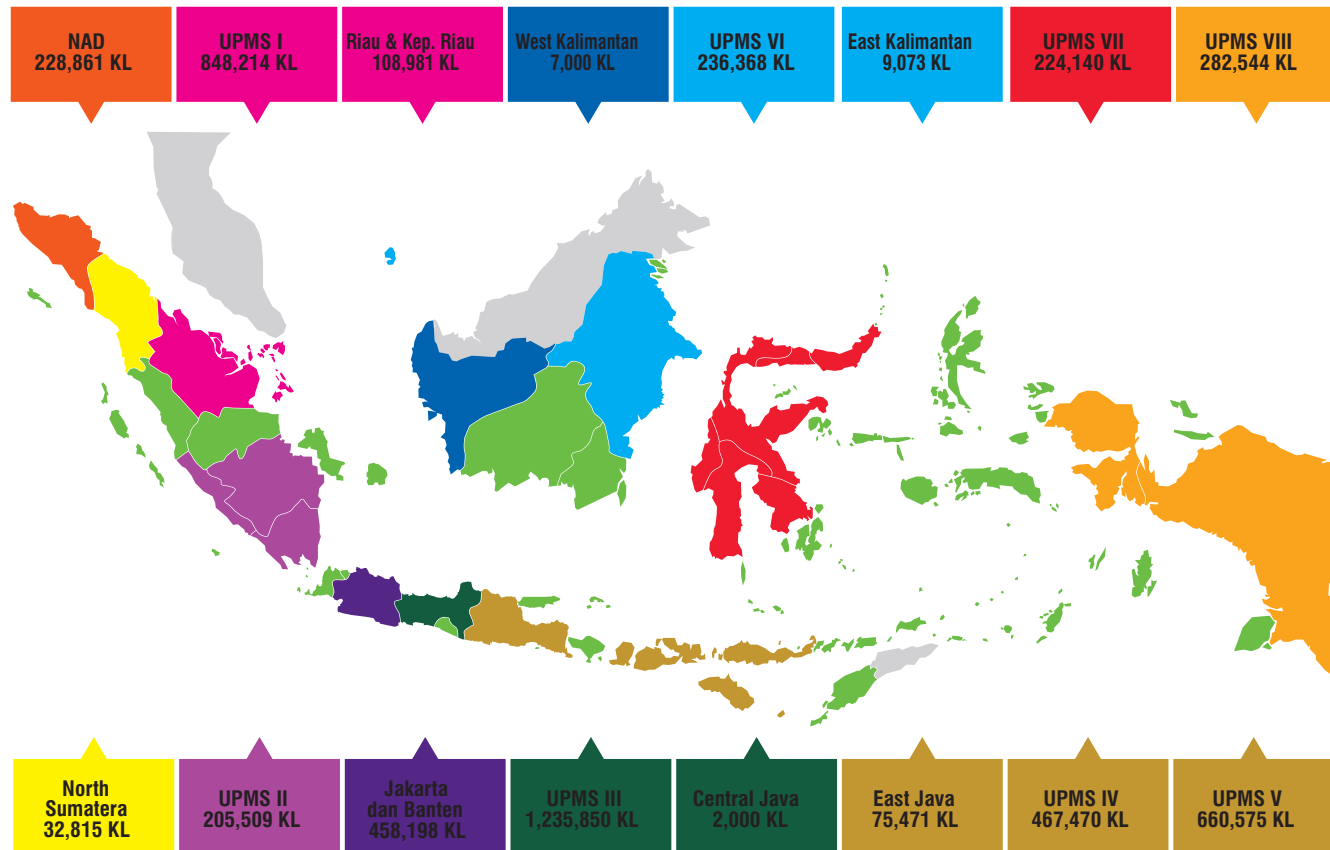 NAD
228,861 KL
UPMS I
848,214 KL
Riau & Kep. Riau
108,981 KL
West Kalimantan
7,000 KL
UPMS VI
236,368 KL
East Kalimantan
9,073 KL
UPMS VII
224,140 KL
UPMS VIII
282,544 KL
North
Sumatera
32,815 KL
UPMS II
205,509 KL
Jakarta
dan Banten
458,198 KL
UPMS III
1,235,850 KL
Central Java
2,000 KL
East Java
75,471 KL
UPMS IV
467,470 KL
UPMS V
660,575 KL